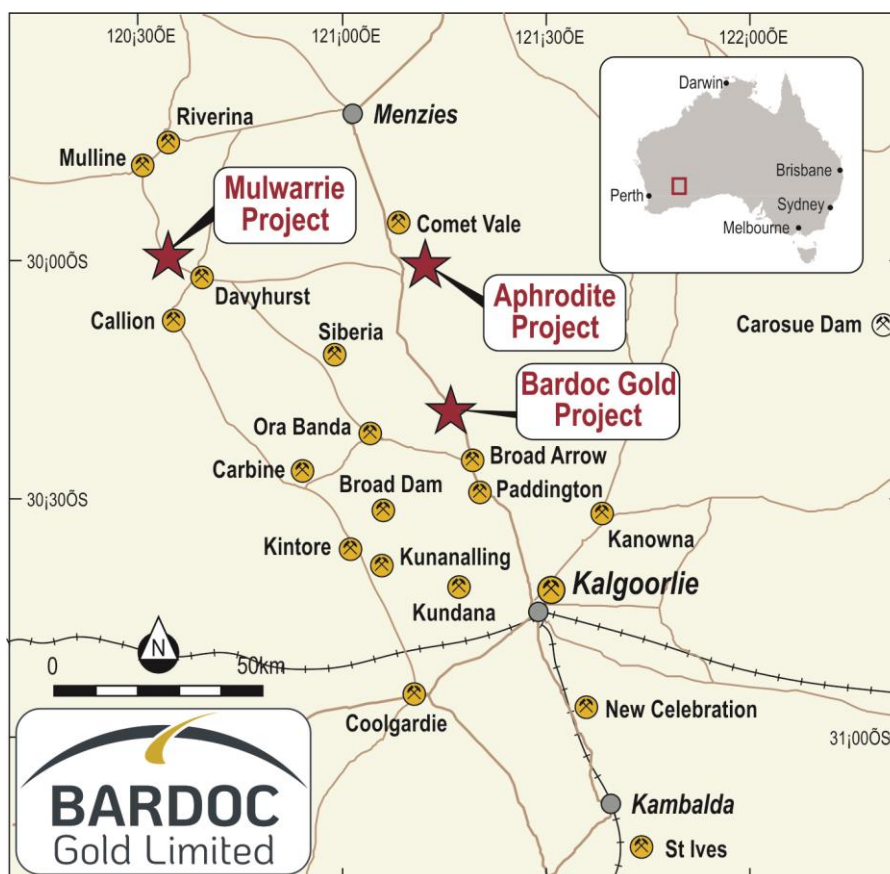 120¡30ÕE
121¡00ÕE
121¡30ÕE
122¡00ÕE
Darwin
Brisbane
Perth
Sydney
Melbourne
Riverina
Menzies
Mulline
Mulwarrie
Project
Comet Vale
30¡00ÕS
Davyhurst
Aphrodite
Project
Callion
Siberia
Carosue Dam
Bardoc Gold
Project
Ora Banda
Broad Arrow
Carbine
Broad Dam
Paddington
30¡30ÕS
Kanowna
Kintore
Kunanalling
Kalgoorlie
Kundana
N
0
50km
Coolgardie
New Celebration
31¡00ÕS
BARDOC
Gold Limited
Kambalda
St Ives